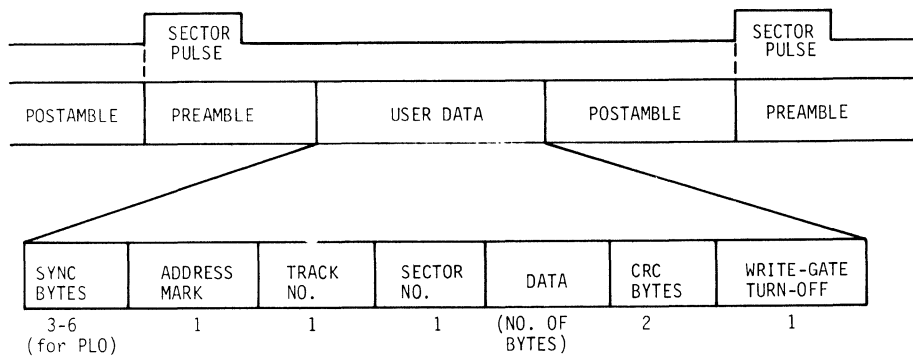 SECTOR
PULSE
SECTOR
PULSE
POSTAMBLE
PREAMBLE
USER DATA
POSTAMBLE
PREAMBLE
SYNC
BYTES
ADDRESS
MARK
TRACK
NO.
SECTOR
NO.
DATA
CRC
BYTES
WRITE-GATE
TURN-OFF
3-6
(for PLO)
1
1
1
(NO. OF
BYTES)
2
1